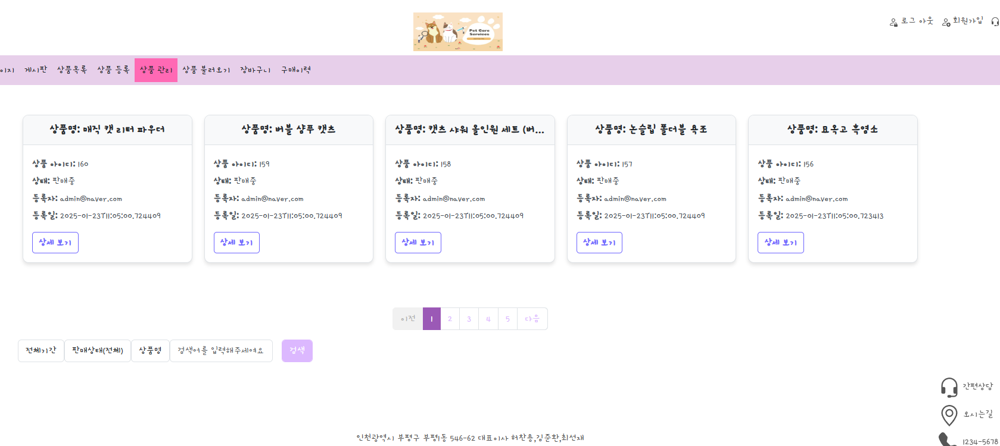 Pet Care
Services
로그 아웃 회원가입
이지 게시판 상품목록 상품 등록 상품 관리 상품 불러오기 장바구니 구매이력
상품명: 매직 캣 리터 파우더
상품 아이디: 160
상태: 판매중
등록자: admin@naver.com
등록일: 2025-01-23T11:05:00.724409
상세 보기
상품명: 버블 샴푸 캣츠
상품 아이디: 159
상태: 판매중
등록자: admin@naver.com
등록일: 2025-01-23T11:05:00.724409
상세 보기
상품명: 캣츠 샤워 올인원 세트 (버...
상품 아이디: 158
상태: 판매중
등록자: admin@naver.com
등록일: 2025-01-23T11:05:00.724409
상세 보기
상품명: 논슬립 폴더블 욕조
상품 아이디: 157
상태: 판매중
등록자: admin@naver.com
등록일: 2025-01-23T11:05:00.724409
상세 보기
상품명: 묘옥고 흑염소
상품 아이디: 156
상태: 판매중
등록자: admin@naver.com
등록일: 2025-01-23T11:05:00.723413
상세 보기
이전 1 2 3 4 5 다음
전체기간 판매상태(전체) 상품명 검색어를 입력해주세여요 검색
간편상담
오시는길
1234-5678
인천광역시 부평구 부평1동 546-62 대표이사 허찬용,김준환,최선재